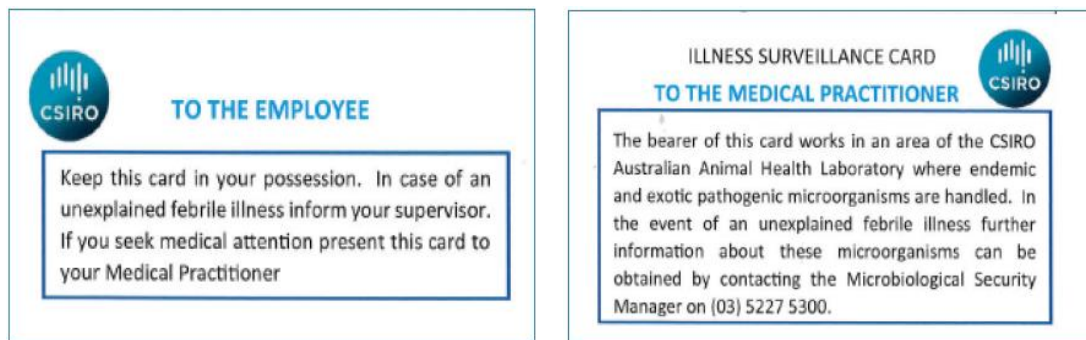 CSIRO
TO THE EMPLOYEE
Keep this card in your possession. In case of an
unexplained febrile illness inform your supervisor.
If you seek medical attention present this card to
your Medical Practitioner
ILLNESS SURVEILLANCE CARD
CSIRO
TO THE MEDICAL PRACTITIONER
The bearer of this card works in an area of the CSIRO
Australian Animal Health Laboratory where endemic
and exotic pathogenic microorganisms are handled. In
the event of an unexplained febrile illness further
information about these microorganisms can be
obtained by contacting the Microbiological Security
Manager on (03) 5227 5300.